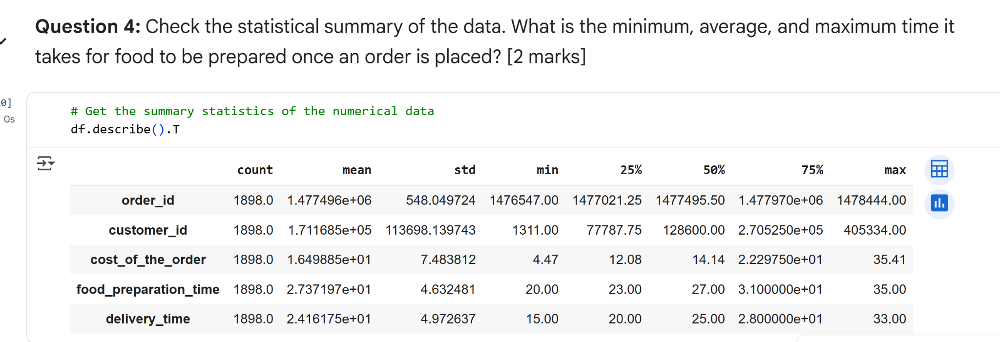 Question 4: Check the statistical summary of the data. What is the minimum, average, and maximum time it
takes for food to be prepared once an order is placed? [2 marks]
0]
0s
# Get the summary statistics of the numerical data
df.describe().T
count mean std min 25% 50% 75% max
order_id 1898.0 1.477496e+06 548.049724 1476547.00 1477021.25 1477495.50 1.477970e+06 1478444.00
customer_id 1898.0 1.711685e+05 113698.139743 1311.00 77787.75 128600.00 2.705250e+05 405334.00
cost_of_the_order 1898.0 1.649885e+01 7.483812 4.47 12.08 14.14 2.229750e+01 35.41
food_preparation_time 1898.0 2.737197e+01 4.632481 20.00 23.00 27.00 3.100000e+01 35.00
delivery_time 1898.0 2.416175e+01 4.972637 15.00 20.00 25.00 2.800000e+01 33.00